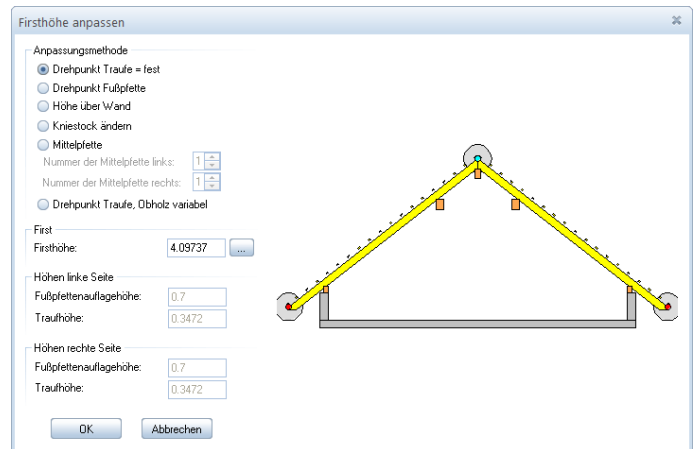 Firsthöhe anpassen
Anpassungsmethode
Drehpunkt Traufe = fest
Drehpunkt Fußpfette
Höhe über Wand
Kniestock ändern
Mittelpfette
Nummer der Mittelpfette links: 1
Nummer der Mittelpfette rechts: 1
Drehpunkt Traufe, Obholz variabel
First
Firsthöhe: 4.09737 ...
Höhen linke Seite
Fußpfettenauflagehöhe: 0.7
Traufhöhe: 0.3472
Höhen rechte Seite
Fußpfettenauflagehöhe: 0.7
Traufhöhe: 0.3472
OK Abbrechen